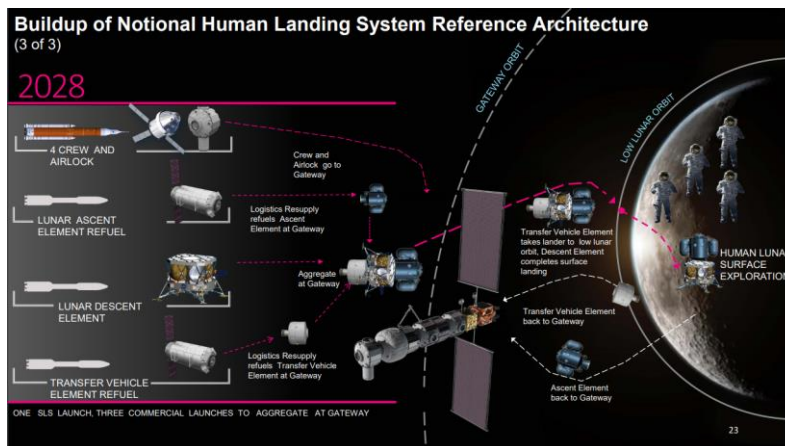 Buildup of Notional Human Landing System Reference Architecture
(3 of 3)
2028
4 CREW AND
AIRLOCK
Crew and
Airlock go to
Gateway
GATEWAY ORBIT
LOW LUNAR ORBIT
LUNAR ASCENT
ELEMENT REFUEL
Logistics Resupply
refuels Ascent
Element at Gateway
Transfer Vehicle Element
takes lander to low lunar
orbit, Descent Element
completes surface
landing
HUMAN LUNAR
SURFACE
EXPLORATION
Aggregate
at Gateway
LUNAR DESCENT
ELEMENT
Transfer Vehicle Element
back to Gateway
Logistics Resupply
refuels Transfer Vehicle
Element at Gateway
TRANSFER VEHICLE
ELEMENT REFUEL
Ascent Element
back to Gateway
ONE SLS LAUNCH, THREE COMMERCIAL LAUNCHES TO AGGREGATE AT GATEWAY
23